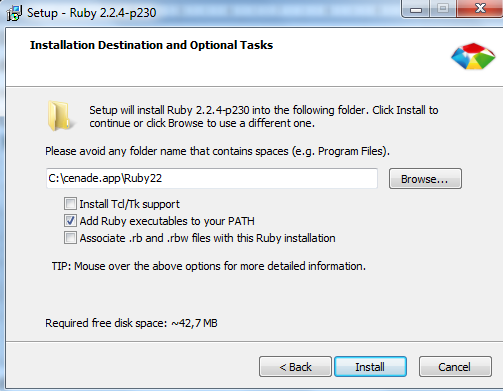 Setup - Ruby 2.2.4-p230
Installation Destination and Optional Tasks
Setup will install Ruby 2.2.4-p230 into the following folder. Click Install to
continue or click Browse to use a different one.
Please avoid any folder name that contains spaces (e.g. Program Files).
C:\cenade.app\Ruby22
Browse...
Install Tcl/Tk support
Add Ruby executables to your PATH
Associate .rb and .rbw files with this Ruby installation
TIP: Mouse over the above options for more detailed information.
Required free disk space: ~42,7 MB
< Back Install Cancel